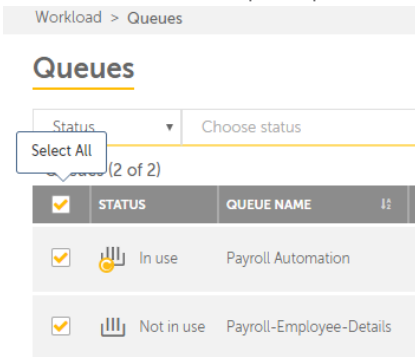 Workload > Queues
Queues
Status Choose status
Select All
(2 of 2)
STATUS QUEUE NAME
In use Payroll Automation
Not in use Payroll-Employee-Details